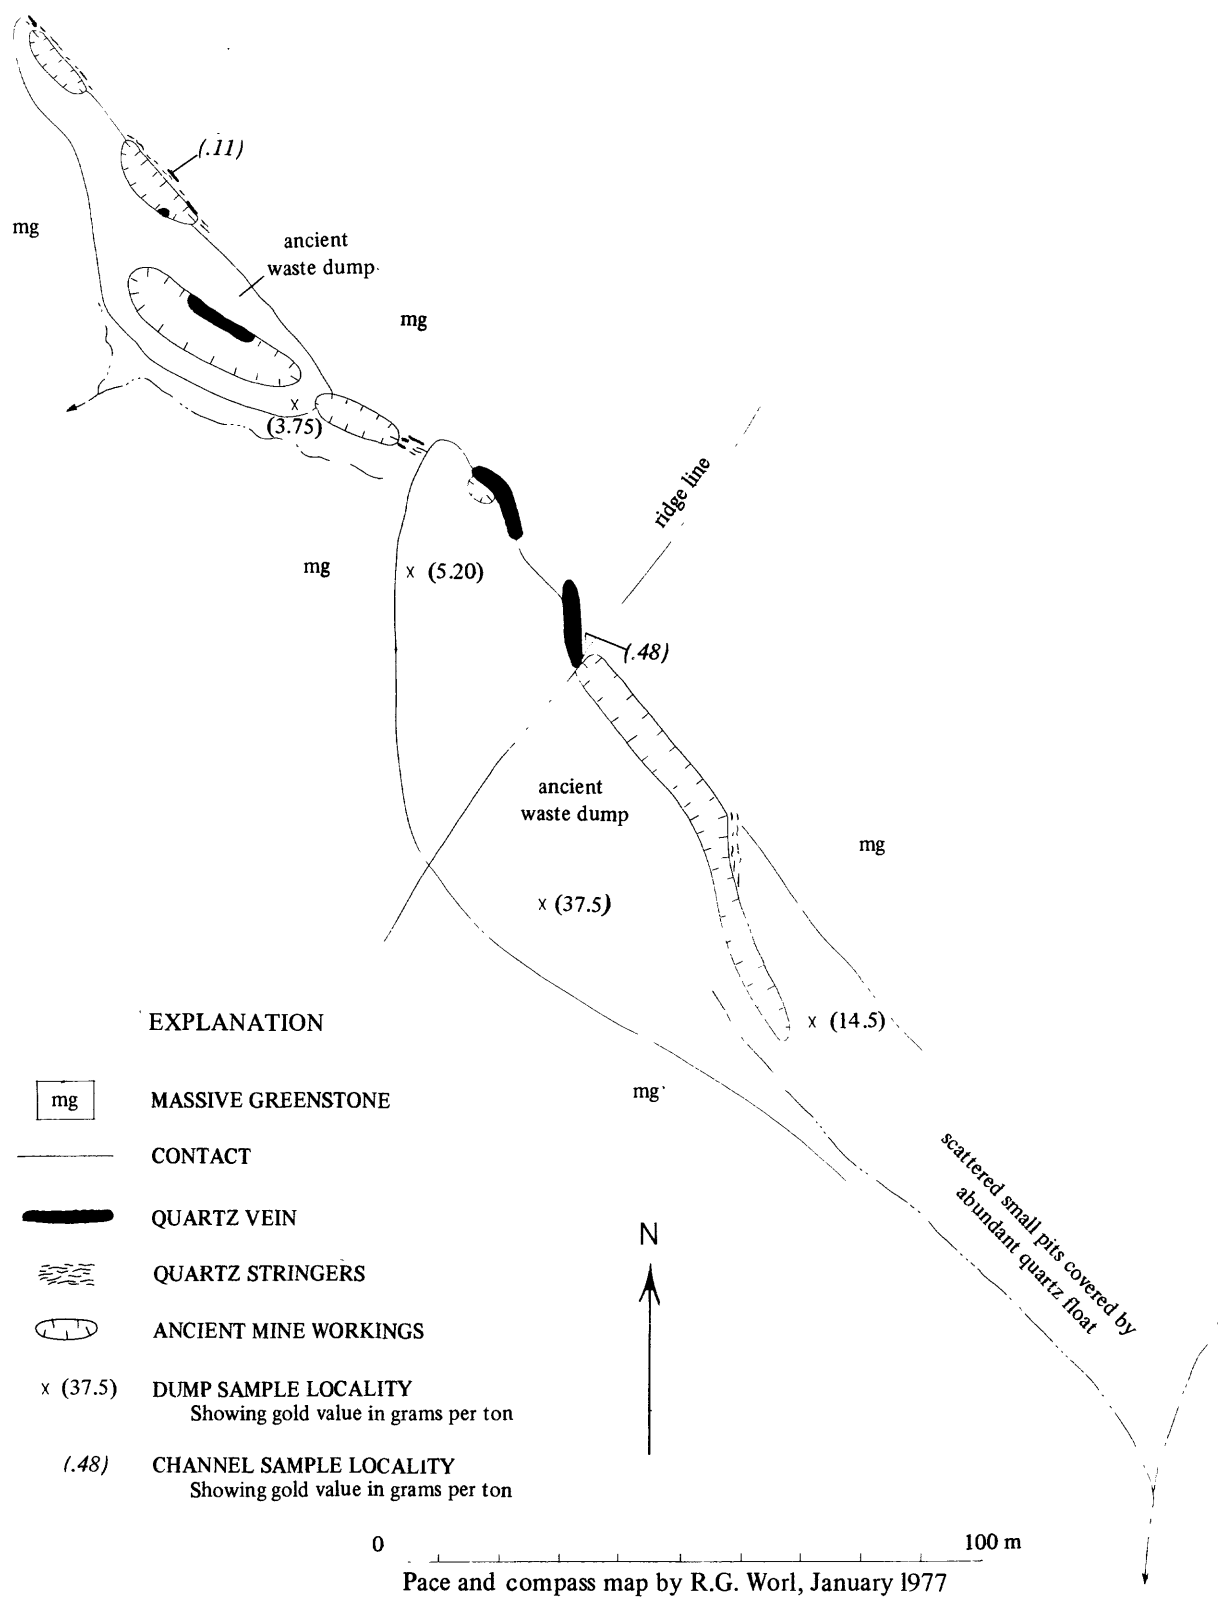 (.11)
mg
ancient
waste dump
mg
x
(3.75)
ridge line
mg
x (5.20)
(.48)
ancient
waste dump
mg
x (37.5)
x (14.5)
mg
scattered small pits covered by
abundant quartz float
EXPLANATION
mg MASSIVE GREENSTONE
CONTACT
QUARTZ VEIN
QUARTZ STRINGERS
ANCIENT MINE WORKINGS
x (37.5) DUMP SAMPLE LOCALITY
Showing gold value in grams per ton
(.48) CHANNEL SAMPLE LOCALITY
Showing gold value in grams per ton
N
0 100 m
Pace and compass map by R.G. Worl, January 1977